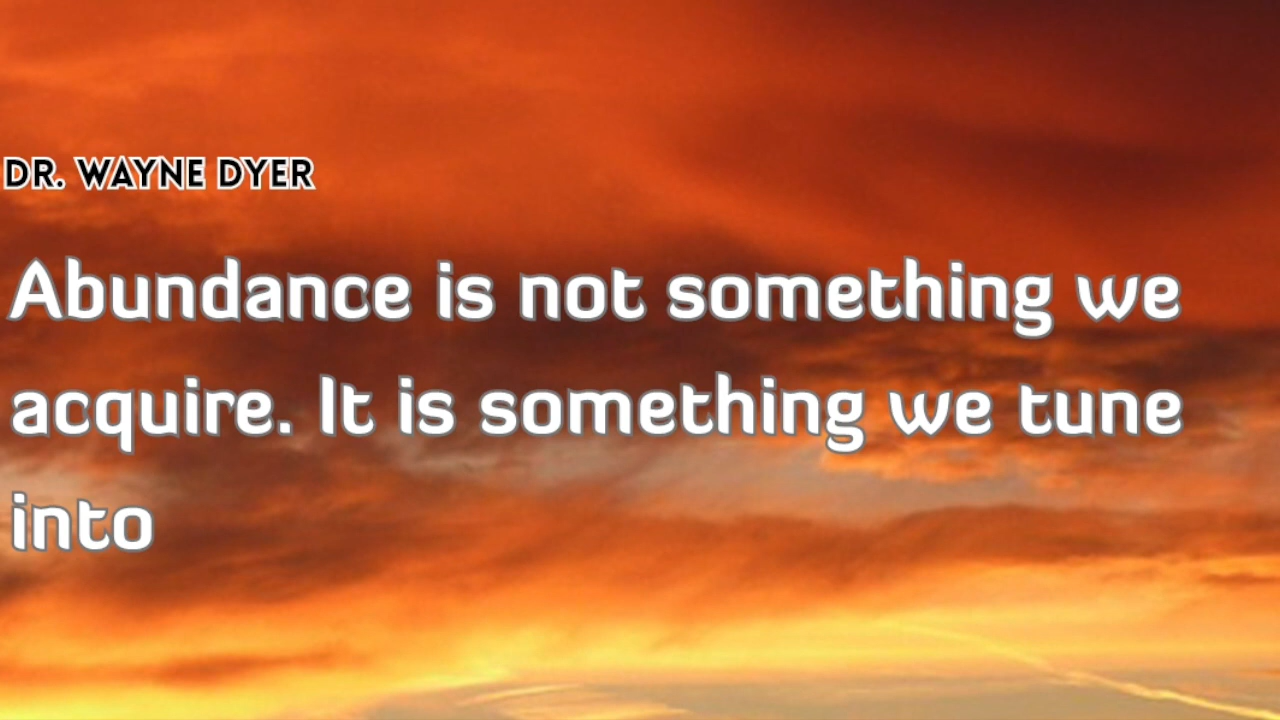 DR. WAYNE DYER
Abundance is not something we
acquire. It is something we tune
into